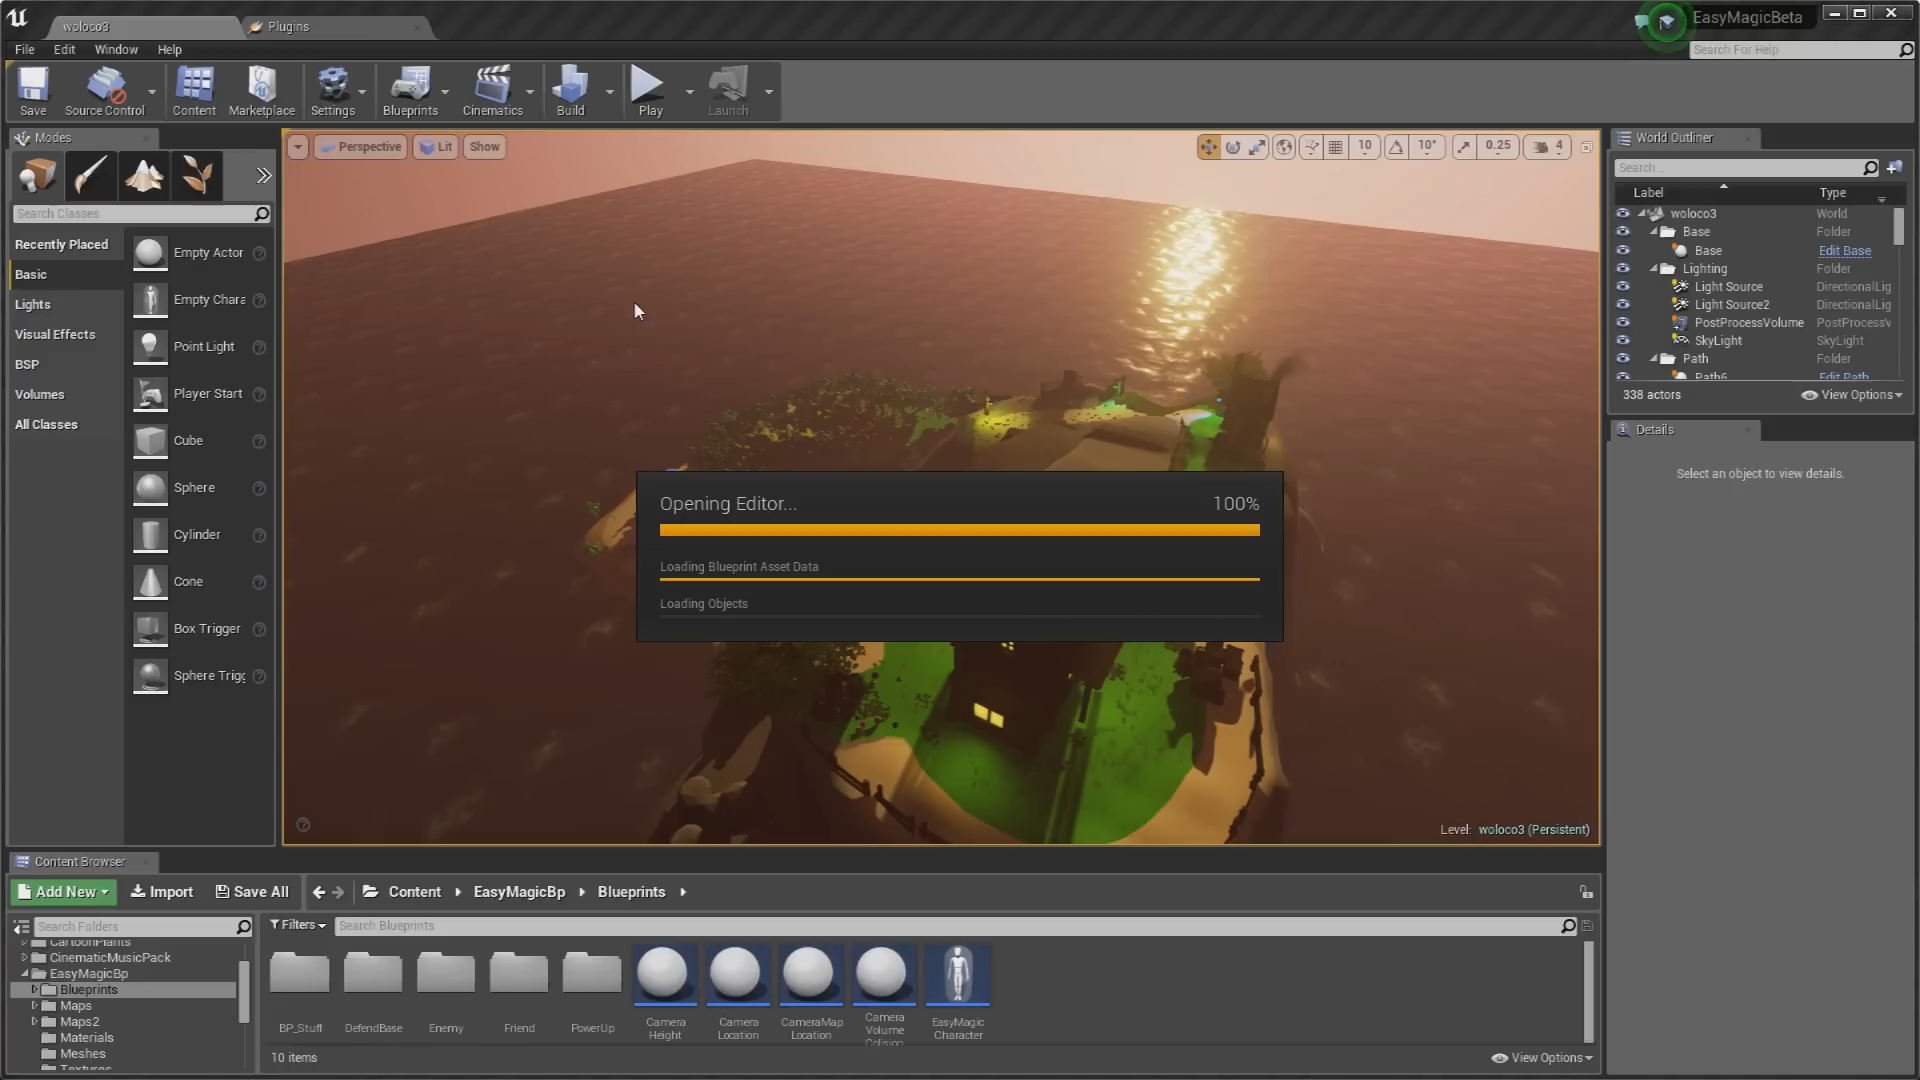 woloco3
Plugins
EasyMagicBeta
File Edit Window Help
Search For Help
Save
Source Control
Content
Marketplace
Settings
Blueprints
Cinematics
Build
Play
Launch
Modes
Search Classes
Recently Placed
Basic
Lights
Visual Effects
BSP
Volumes
All Classes
Empty Actor
Empty Chara
Point Light
Player Start
Cube
Sphere
Cylinder
Cone
Box Trigger
Sphere Trigg
Perspective
Lit
Show
10
10°
0.25
4
Opening Editor... 100%
Loading Blueprint Asset Data
Loading Objects
Level: woloco3 (Persistent)
World Outliner
Search...
Label Type
woloco3 World
Base Folder
Base Edit Base
Lighting Folder
Light Source DirectionalLig
Light Source2 DirectionalLig
PostProcessVolume PostProcessV
SkyLight SkyLight
Path Folder
Path6 Edit Path
338 actors
View Options
Details
Select an object to view details.
Content Browser
Add New
Import
Save All
Content
EasyMagicBp
Blueprints
Search Folders
Filters
Search Blueprints
CartoonPlants
CinematicMusicPack
EasyMagicBp
Blueprints
Maps
Maps2
Materials
Meshes
Textures
BP_Stuff
DefendBase
Enemy
Friend
PowerUp
Camera
Height
Camera
Location
CameraMap
Location
Camera
Volume
Colision
EasyMagic
Character
10 items
View Options